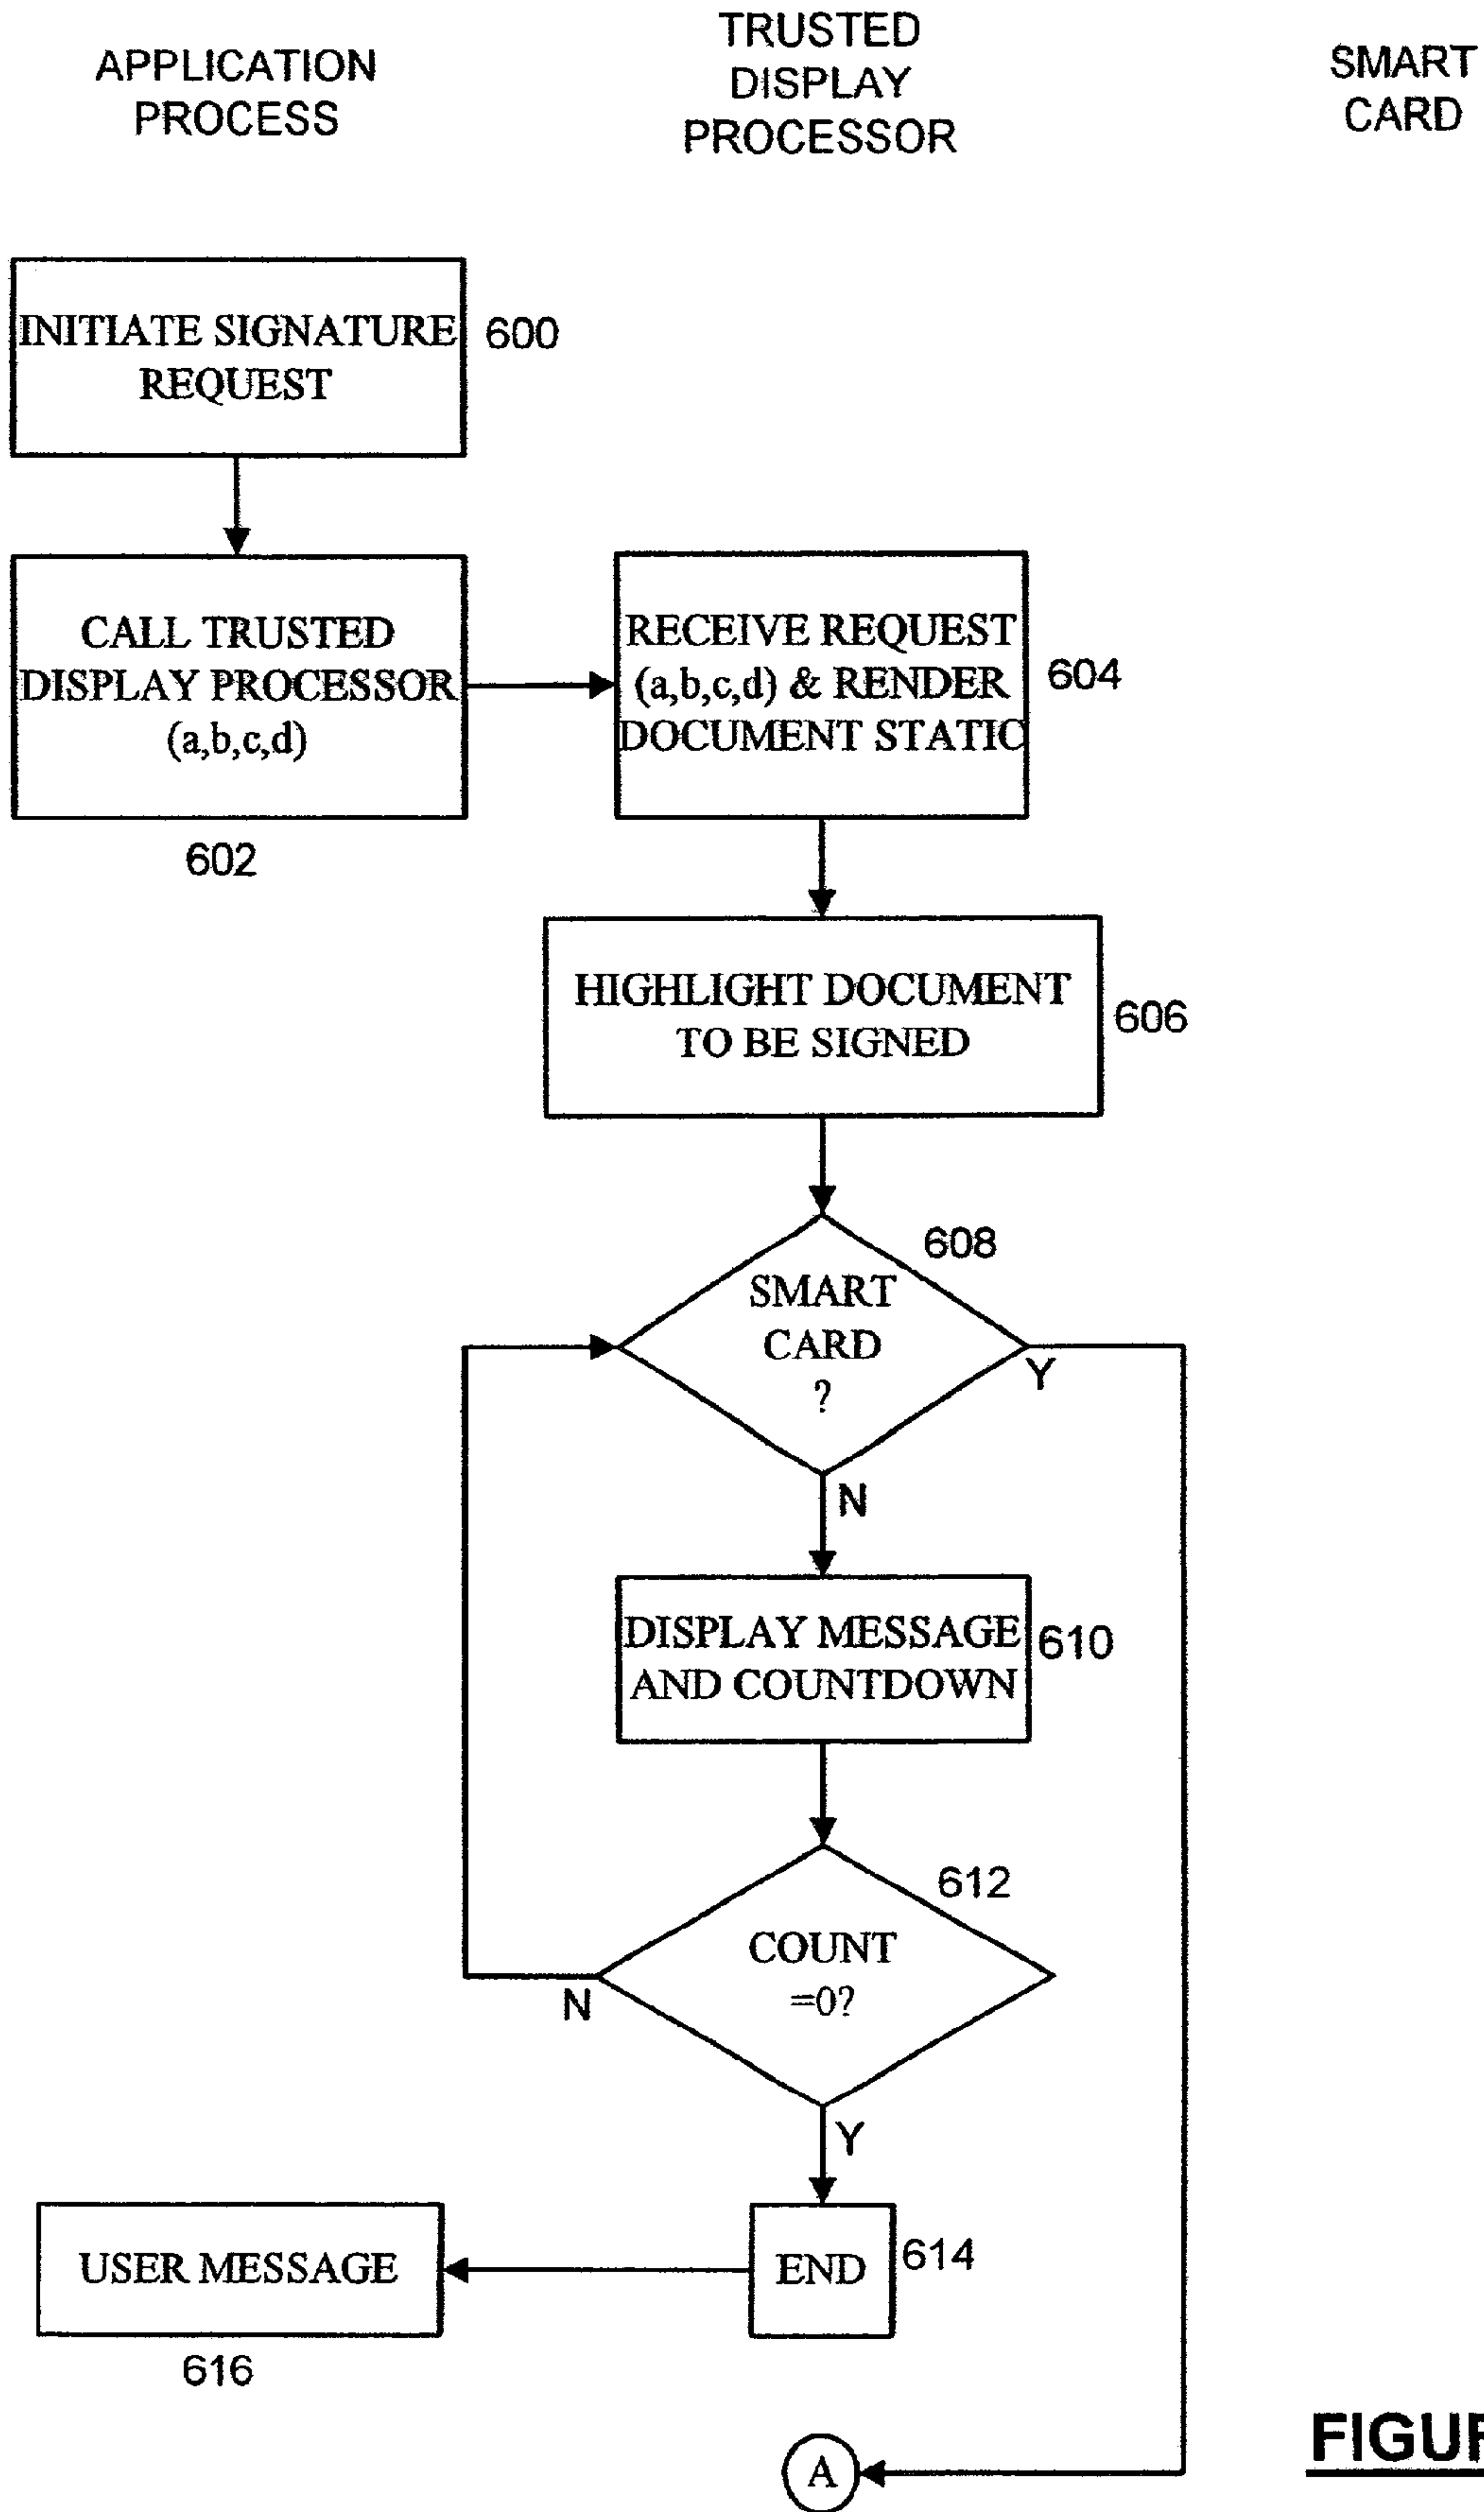 APPLICATION
PROCESS
TRUSTED
DISPLAY
PROCESSOR
SMART
CARD
INITIATE SIGNATURE
REQUEST
600
CALL TRUSTED
DISPLAY PROCESSOR
(a,b,c,d)
602
RECEIVE REQUEST
(a,b,c,d) & RENDER
DOCUMENT STATIC
604
HIGHLIGHT DOCUMENT
TO BE SIGNED
606
608
SMART
CARD
?
Y
N
DISPLAY MESSAGE
AND COUNTDOWN
610
612
COUNT
=0?
N
Y
USER MESSAGE
616
END
614
A